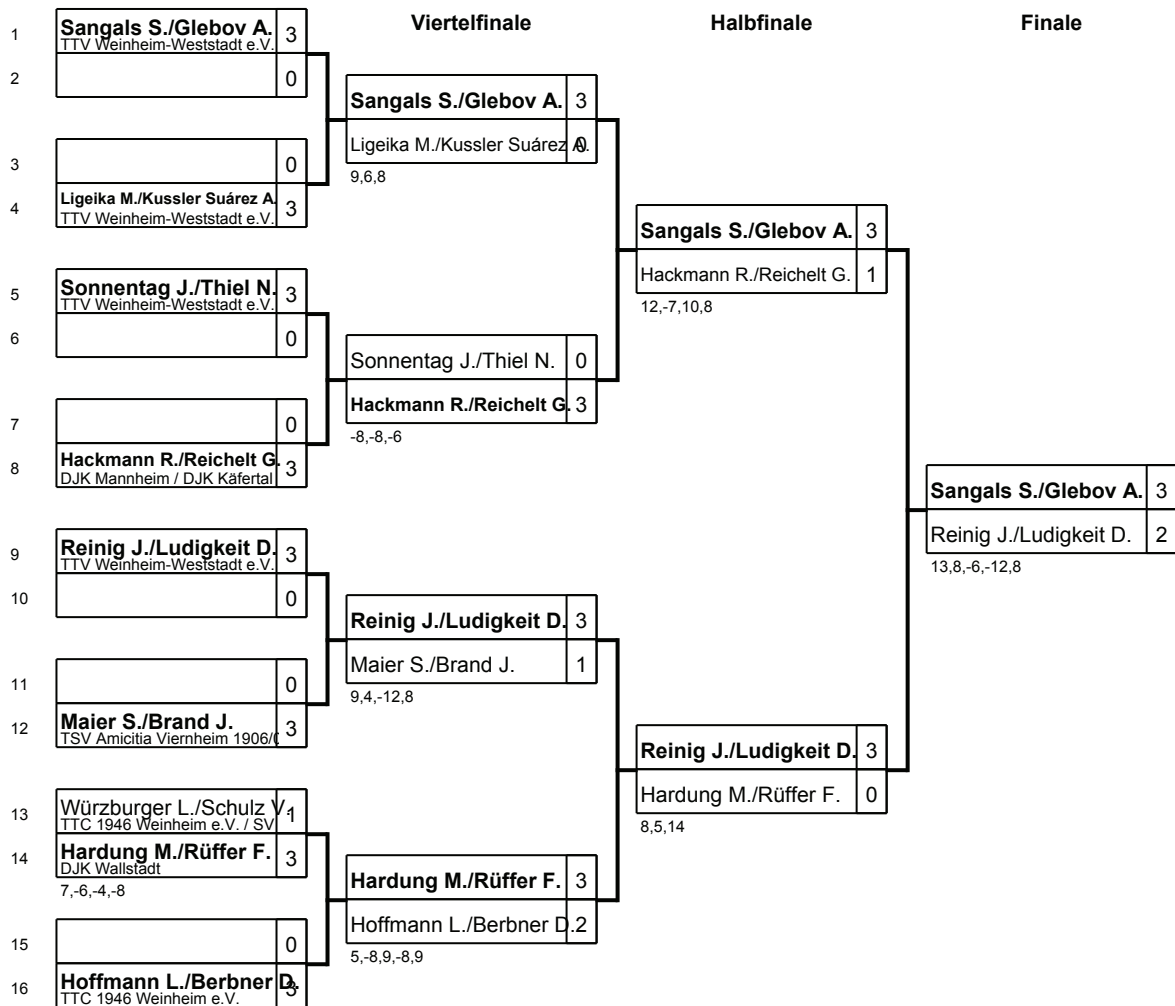 Viertelfinale
Halbfinale
Finale
1
Sangals S./Glebov A. 3
TTV Weinheim-Weststadt e.V.
2
0
3
0
4
Ligeika M./Kussler Suárez A. 3
TTV Weinheim-Weststadt e.V.
5
Sonnentag J./Thiel N. 3
TTV Weinheim-Weststadt e.V.
6
0
7
0
8
Hackmann R./Reichelt G. 3
DJK Mannheim / DJK Käfertal
9
Reinig J./Ludigkeit D. 3
TTV Weinheim-Weststadt e.V.
10
0
11
0
12
Maier S./Brand J. 3
TSV Amicitia Viernheim 1906/
13
Würzburger L./Schulz V. 1
TTC 1946 Weinheim e.V. / SV
14
Hardung M./Rüffer F. 3
DJK Wallstadt
7,-6,-4,-8
15
0
16
Hoffmann L./Berbner D. 3
TTC 1946 Weinheim e.V.
Sangals S./Glebov A. 3
Ligeika M./Kussler Suárez A. 0
9,6,8
Sonnentag J./Thiel N. 0
Hackmann R./Reichelt G. 3
-8,-8,-6
Reinig J./Ludigkeit D. 3
Maier S./Brand J. 1
9,4,-12,8
Hardung M./Rüffer F. 3
Hoffmann L./Berbner D. 2
5,-8,9,-8,9
Sangals S./Glebov A. 3
Hackmann R./Reichelt G. 1
12,-7,10,8
Reinig J./Ludigkeit D. 3
Hardung M./Rüffer F. 0
8,5,14
Sangals S./Glebov A. 3
Reinig J./Ludigkeit D. 2
13,8,-6,-12,8